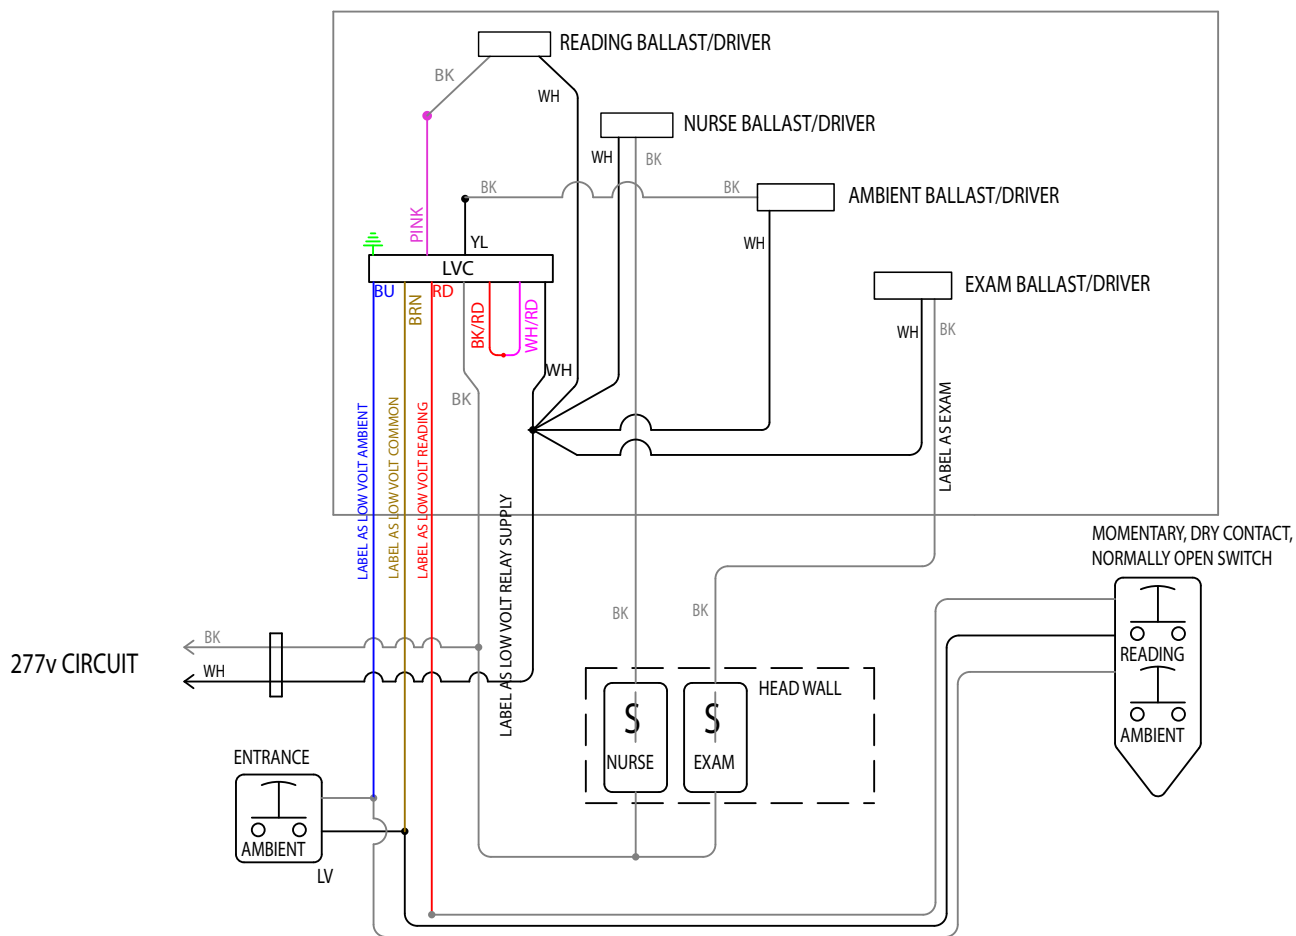 READING BALLAST/DRIVER
BK
WH
NURSE BALLAST/DRIVER
WH
BK
BK
BK
AMBIENT BALLAST/DRIVER
PINK
YL
WH
LVC
EXAM BALLAST/DRIVER
BU
BRN
RD
BK/RD
WH/RD
WH
BK
WH
BK
LABEL AS LOW VOLT AMBIENT
LABEL AS LOW VOLT COMMON
LABEL AS LOW VOLT READING
LABEL AS LOW VOLT RELAY SUPPLY
LABEL AS EXAM
MOMENTARY, DRY CONTACT,
NORMALLY OPEN SWITCH
BK
BK
BK
277v CIRCUIT
WH
READING
HEAD WALL
S
S
AMBIENT
NURSE
EXAM
ENTRANCE
AMBIENT
LV